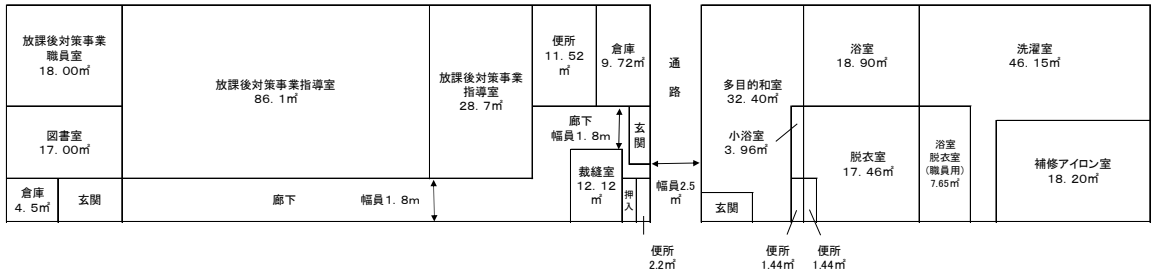 放課後対策事業
職員室
18.00㎡
放課後対策事業指導室
86.1㎡
放課後対策事業
指導室
28.7㎡
便所
11.52
㎡
倉庫
9.72㎡
通
路
多目的和室
32.40㎡
浴室
18.90㎡
洗濯室
46.15㎡
図書室
17.00㎡
廊下
幅員1.8m
玄
関
小浴室
3.96㎡
脱衣室
17.46㎡
浴室
脱衣室
(職員用)
7.65㎡
補修アイロン室
18.20㎡
倉庫
4.5㎡
玄関
廊下
幅員1.8m
裁縫室
12.12
㎡
押
入
幅員2.5
m
玄関
便所
2.2㎡
便所
1.44㎡
便所
1.44㎡